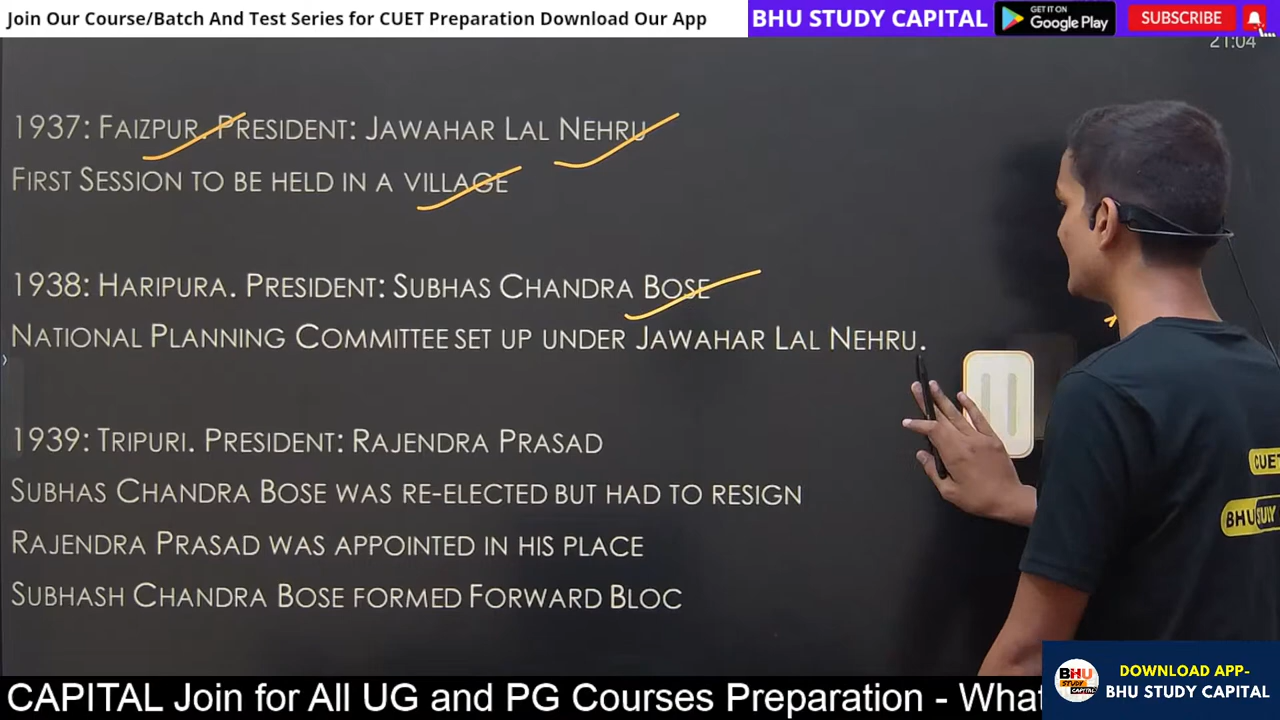 Join Our Course/Batch And Test Series for CUET Preparation Download Our App
BHU STUDY CAPITAL
GET IT ON
Google Play
SUBSCRIBE
21:04
1937: FAIZPUR. PRESIDENT: JAWAHAR LAL NEHRU
FIRST SESSION TO BE HELD IN A VILLAGE
1938: HARIPURA. PRESIDENT: SUBHAS CHANDRA BOSE
NATIONAL PLANNING COMMITTEE SET UP UNDER JAWAHAR LAL NEHRU.
1939: TRIPURI. PRESIDENT: RAJENDRA PRASAD
SUBHAS CHANDRA BOSE WAS RE-ELECTED BUT HAD TO RESIGN
RAJENDRA PRASAD WAS APPOINTED IN HIS PLACE
SUBHASH CHANDRA BOSE FORMED FORWARD BLOC
CUET
BHU STUDY
BHU
STUDY CAPITAL
DOWNLOAD APP-
BHU STUDY CAPITAL
CAPITAL Join for All UG and PG Courses Preparation - What